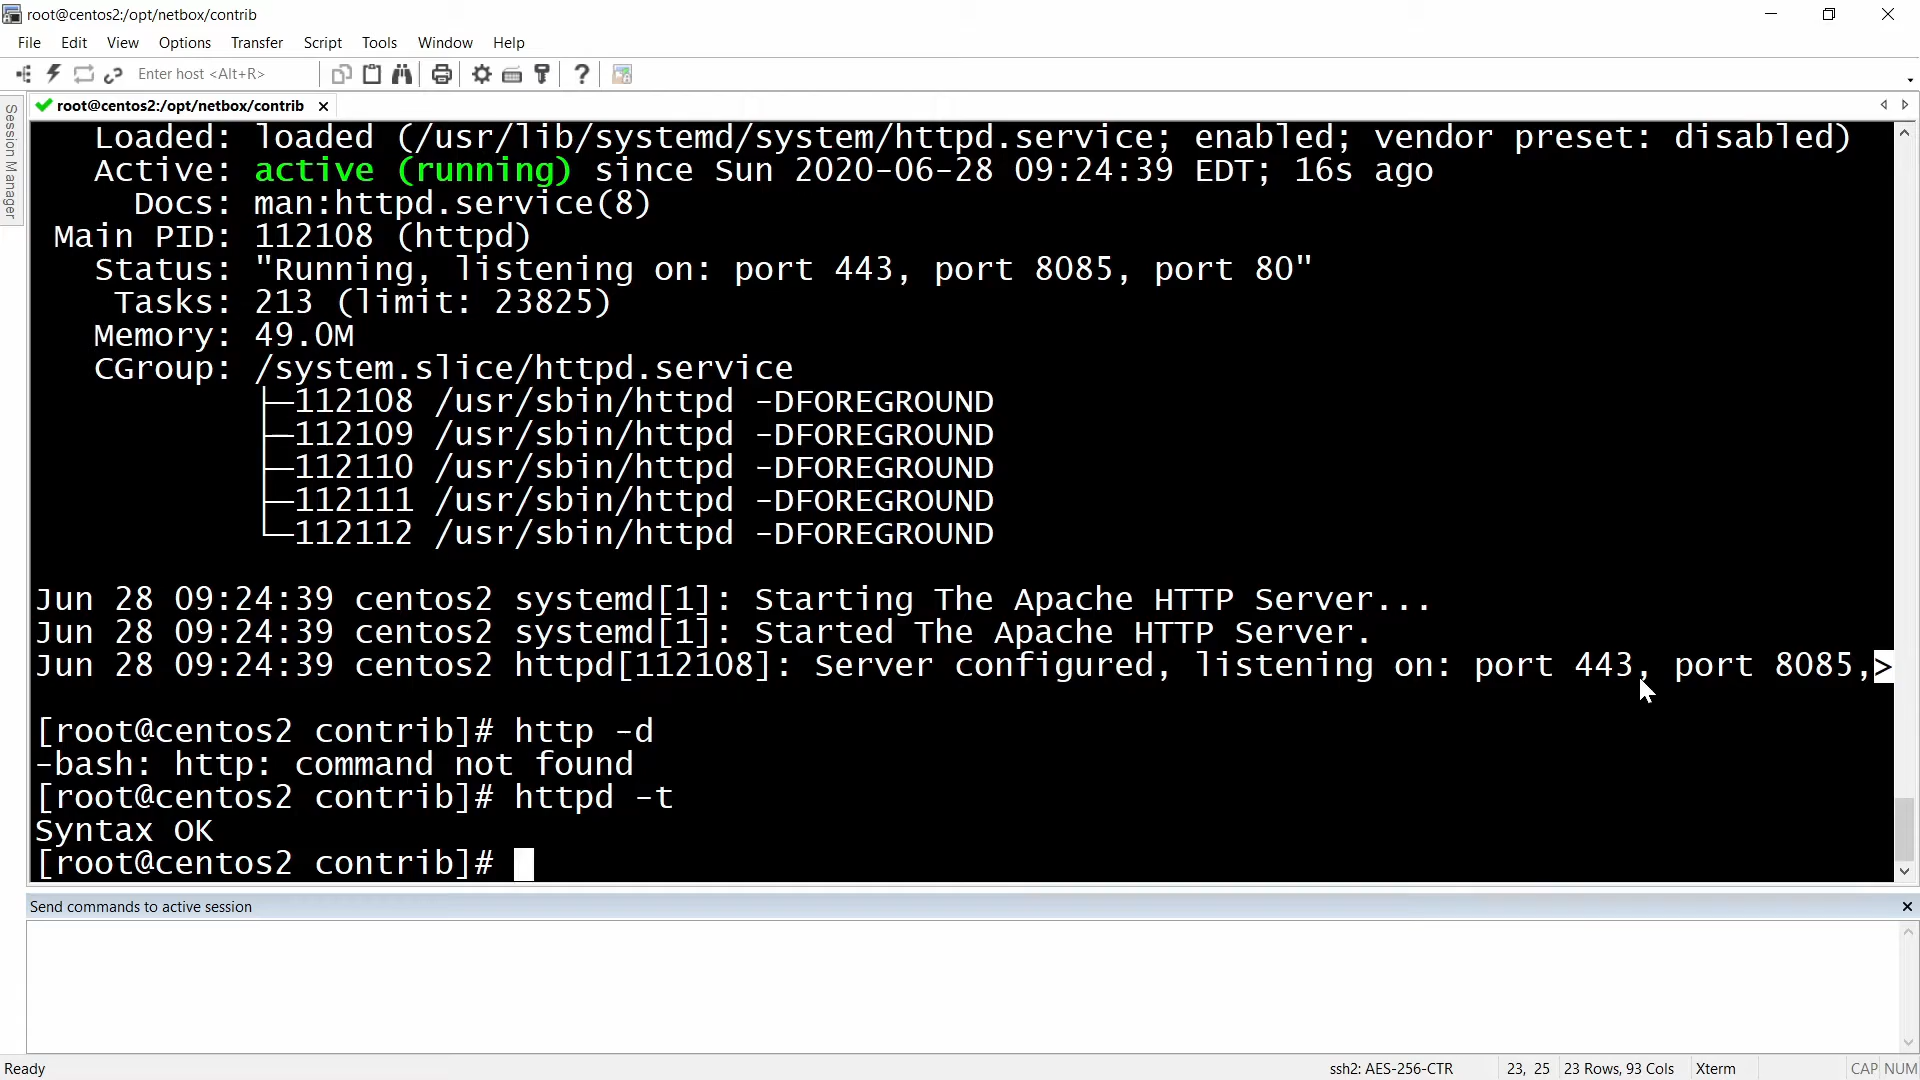 root@centos2:/opt/netbox/contrib
File Edit View Options Transfer Script Tools Window Help
Enter host <Alt+R>
Session Manager
root@centos2:/opt/netbox/contrib
Loaded: loaded (/usr/lib/systemd/system/httpd.service; enabled; vendor preset: disabled)
Active: active (running) since Sun 2020-06-28 09:24:39 EDT; 16s ago
Docs: man:httpd.service(8)
Main PID: 112108 (httpd)
Status: "Running, listening on: port 443, port 8085, port 80"
Tasks: 213 (limit: 23825)
Memory: 49.0M
CGroup: /system.slice/httpd.service
├─112108 /usr/sbin/httpd -DFOREGROUND
├─112109 /usr/sbin/httpd -DFOREGROUND
├─112110 /usr/sbin/httpd -DFOREGROUND
├─112111 /usr/sbin/httpd -DFOREGROUND
└─112112 /usr/sbin/httpd -DFOREGROUND
Jun 28 09:24:39 centos2 systemd[1]: Starting The Apache HTTP Server...
Jun 28 09:24:39 centos2 systemd[1]: Started The Apache HTTP Server.
Jun 28 09:24:39 centos2 httpd[112108]: Server configured, listening on: port 443, port 8085,>
[root@centos2 contrib]# http -d
-bash: http: command not found
[root@centos2 contrib]# httpd -t
Syntax OK
[root@centos2 contrib]#
Send commands to active session
Ready ssh2: AES-256-CTR 23, 25 23 Rows, 93 Cols Xterm CAP NUM